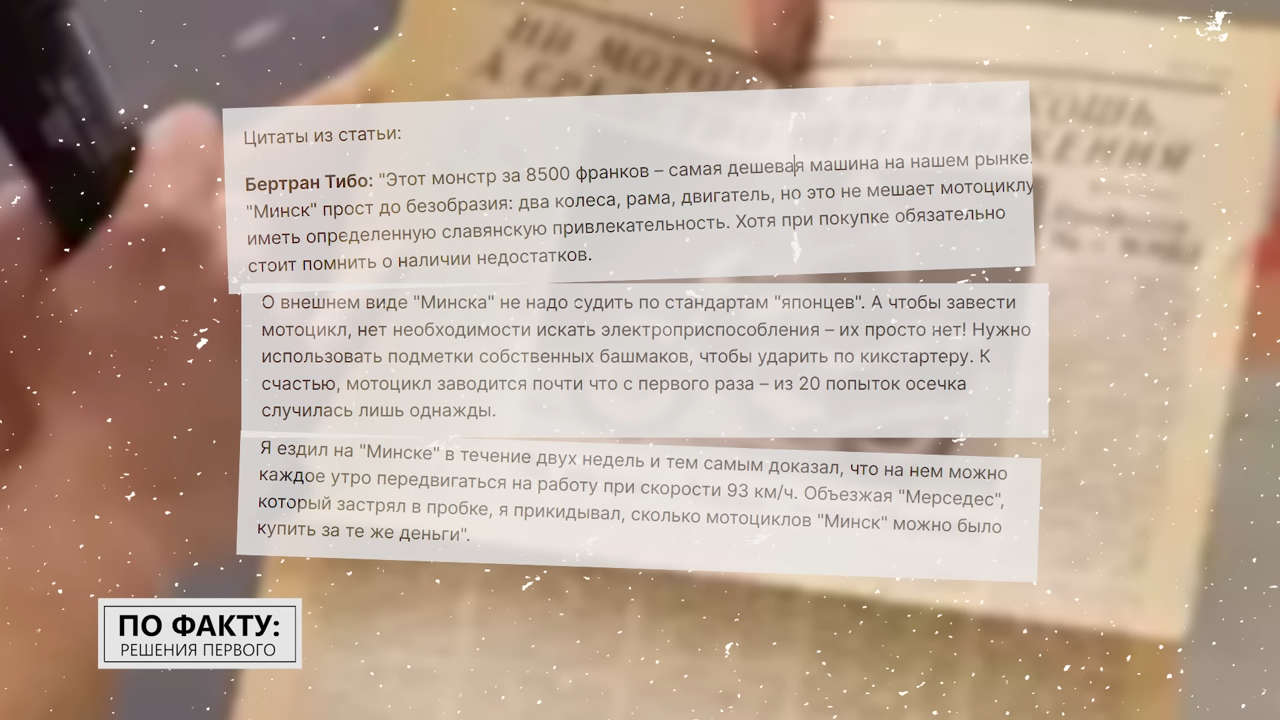 НИ МОТО
А СРЕ
РОСКОШЬ
ЖЕНИЯ
Цитаты из статьи:
Бертран Тибо: "Этот монстр за 8500 франков – самая дешевая машина на нашем рынке.
"Минск" прост до безобразия: два колеса, рама, двигатель, но это не мешает мотоциклу
иметь определенную славянскую привлекательность. Хотя при покупке обязательно
стоит помнить о наличии недостатков.
О внешнем виде "Минска" не надо судить по стандартам "японцев". А чтобы завести
мотоцикл, нет необходимости искать электроприспособления – их просто нет! Нужно
использовать подметки собственных башмаков, чтобы ударить по кикстартеру. К
счастью, мотоцикл заводится почти что с первого раза – из 20 попыток осечка
случилась лишь однажды.
Я ездил на "Минске" в течение двух недель и тем самым доказал, что на нем можно
каждое утро передвигаться на работу при скорости 93 км/ч. Объезжая "Мерседес",
который застрял в пробке, я прикидывал, сколько мотоциклов "Минск" можно было
купить за те же деньги".
ПО ФАКТУ:
РЕШЕНИЯ ПЕРВОГО